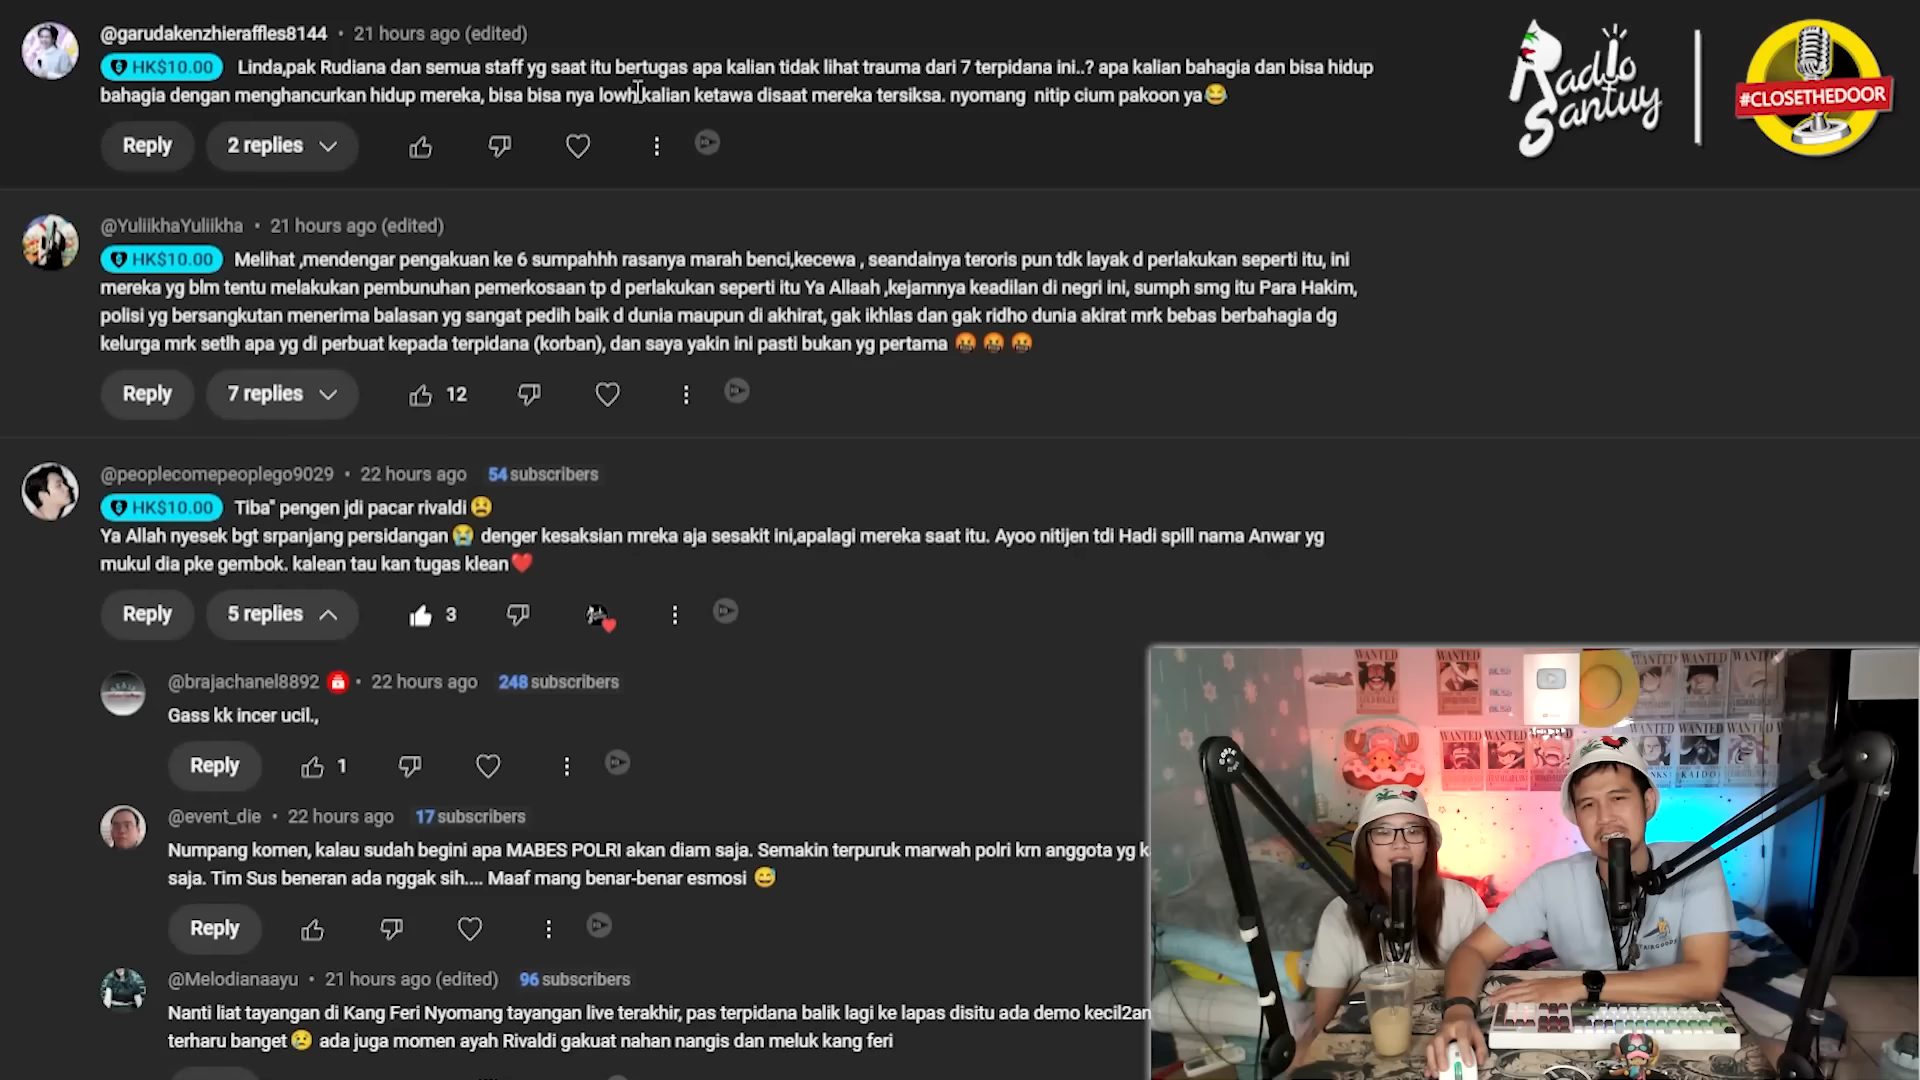 @garudakenzhieraffles8144 • 21 hours ago (edited)
HK$10.00 Linda,pak Rudiana dan semua staff yg saat itu bertugas apa kalian tidak lihat trauma dari 7 terpidana ini..? apa kalian bahagia dan bisa hidup
bahagia dengan menghancurkan hidup mereka, bisa bisa nya lowh kalian ketawa disaat mereka tersiksa. nyomang nitip cium pakoon ya😂
Reply 2 replies
Radio
Santuy
#CLOSETHEDOOR
@YuliikhaYuliikha • 21 hours ago (edited)
HK$10.00 Melihat ,mendengar pengakuan ke 6 sumpahhh rasanya marah benci,kecewa , seandainya teroris pun tdk layak d perlakukan seperti itu, ini
mereka yg blm tentu melakukan pembunuhan pemerkosaan tp d perlakukan seperti itu Ya Allaah ,kejamnya keadilan di negri ini, sumph smg itu Para Hakim,
polisi yg bersangkutan menerima balasan yg sangat pedih baik d dunia maupun di akhirat, gak ikhlas dan gak ridho dunia akirat mrk bebas berbahagia dg
kelurga mrk setlh apa yg di perbuat kepada terpidana (korban), dan saya yakin ini pasti bukan yg pertama 🤬 🤬 🤬
Reply 7 replies 12
@peoplecomepeoplego9029 • 22 hours ago 54 subscribers
HK$10.00 Tiba" pengen jdi pacar rivaldi 😫
Ya Allah nyesek bgt srpanjang persidangan 😭 denger kesaksian mreka aja sesakit ini,apalagi mereka saat itu. Ayoo nitijen tdi Hadi spill nama Anwar yg
mukul dia pke gembok. kalean tau kan tugas klean❤️
Reply 5 replies 3
@brajachanel8892 • 22 hours ago 248 subscribers
Gass kk incer ucil.,
Reply 1
@event_die • 22 hours ago 17 subscribers
Numpang komen, kalau sudah begini apa MABES POLRI akan diam saja. Semakin terpuruk marwah polri krn anggota yg k
saja. Tim Sus beneran ada nggak sih.... Maaf mang benar-benar esmosi 😅
Reply
@Melodianaayu • 21 hours ago (edited) 96 subscribers
Nanti liat tayangan di Kang Feri Nyomang tayangan live terakhir, pas terpidana balik lagi ke lapas disitu ada demo kecil2an
terharu banget 😢 ada juga momen ayah Rivaldi gakuat nahan nangis dan meluk kang feri
WANTED WANTED WANTED WANTED WANTED
WANTED WANTED WANTED WANTED WANTED
KAIDO